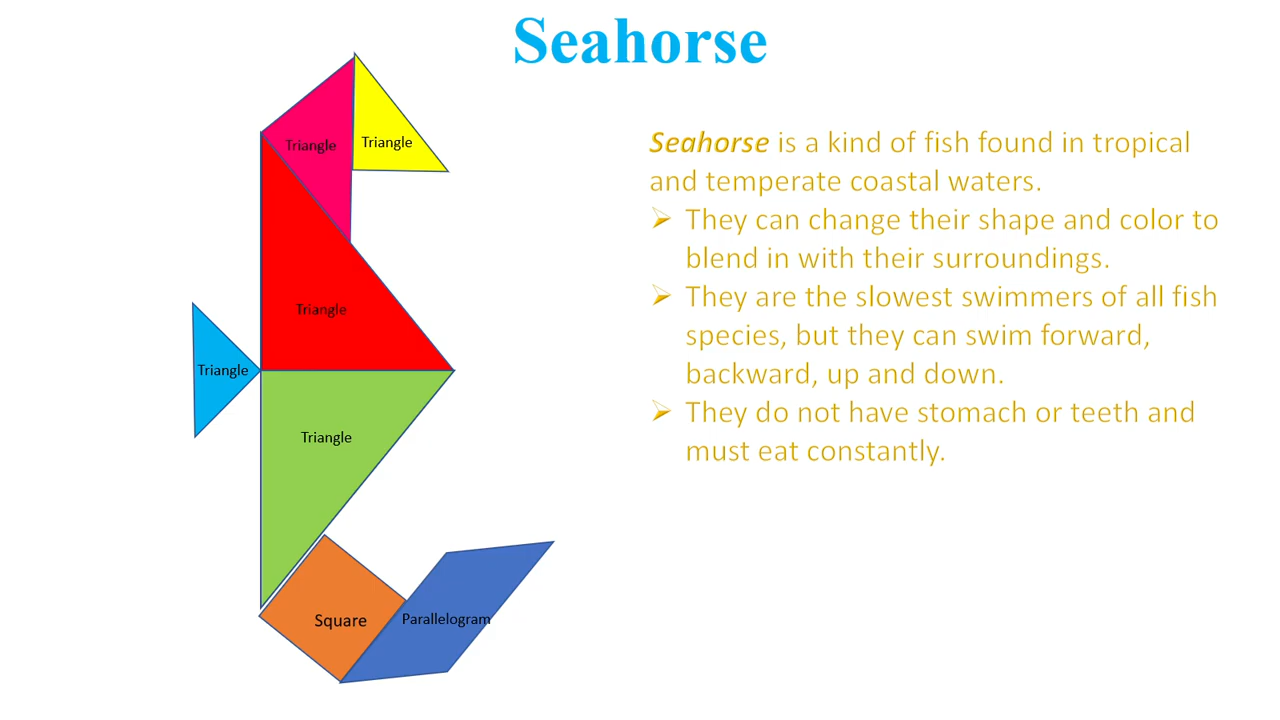 Seahorse
Triangle
Triangle
Seahorse is a kind of fish found in tropical
and temperate coastal waters.
➢ They can change their shape and color to
blend in with their surroundings.
➢ They are the slowest swimmers of all fish
species, but they can swim forward,
backward, up and down.
➢ They do not have stomach or teeth and
must eat constantly.
Triangle
Triangle
Triangle
Square
Parallelogram